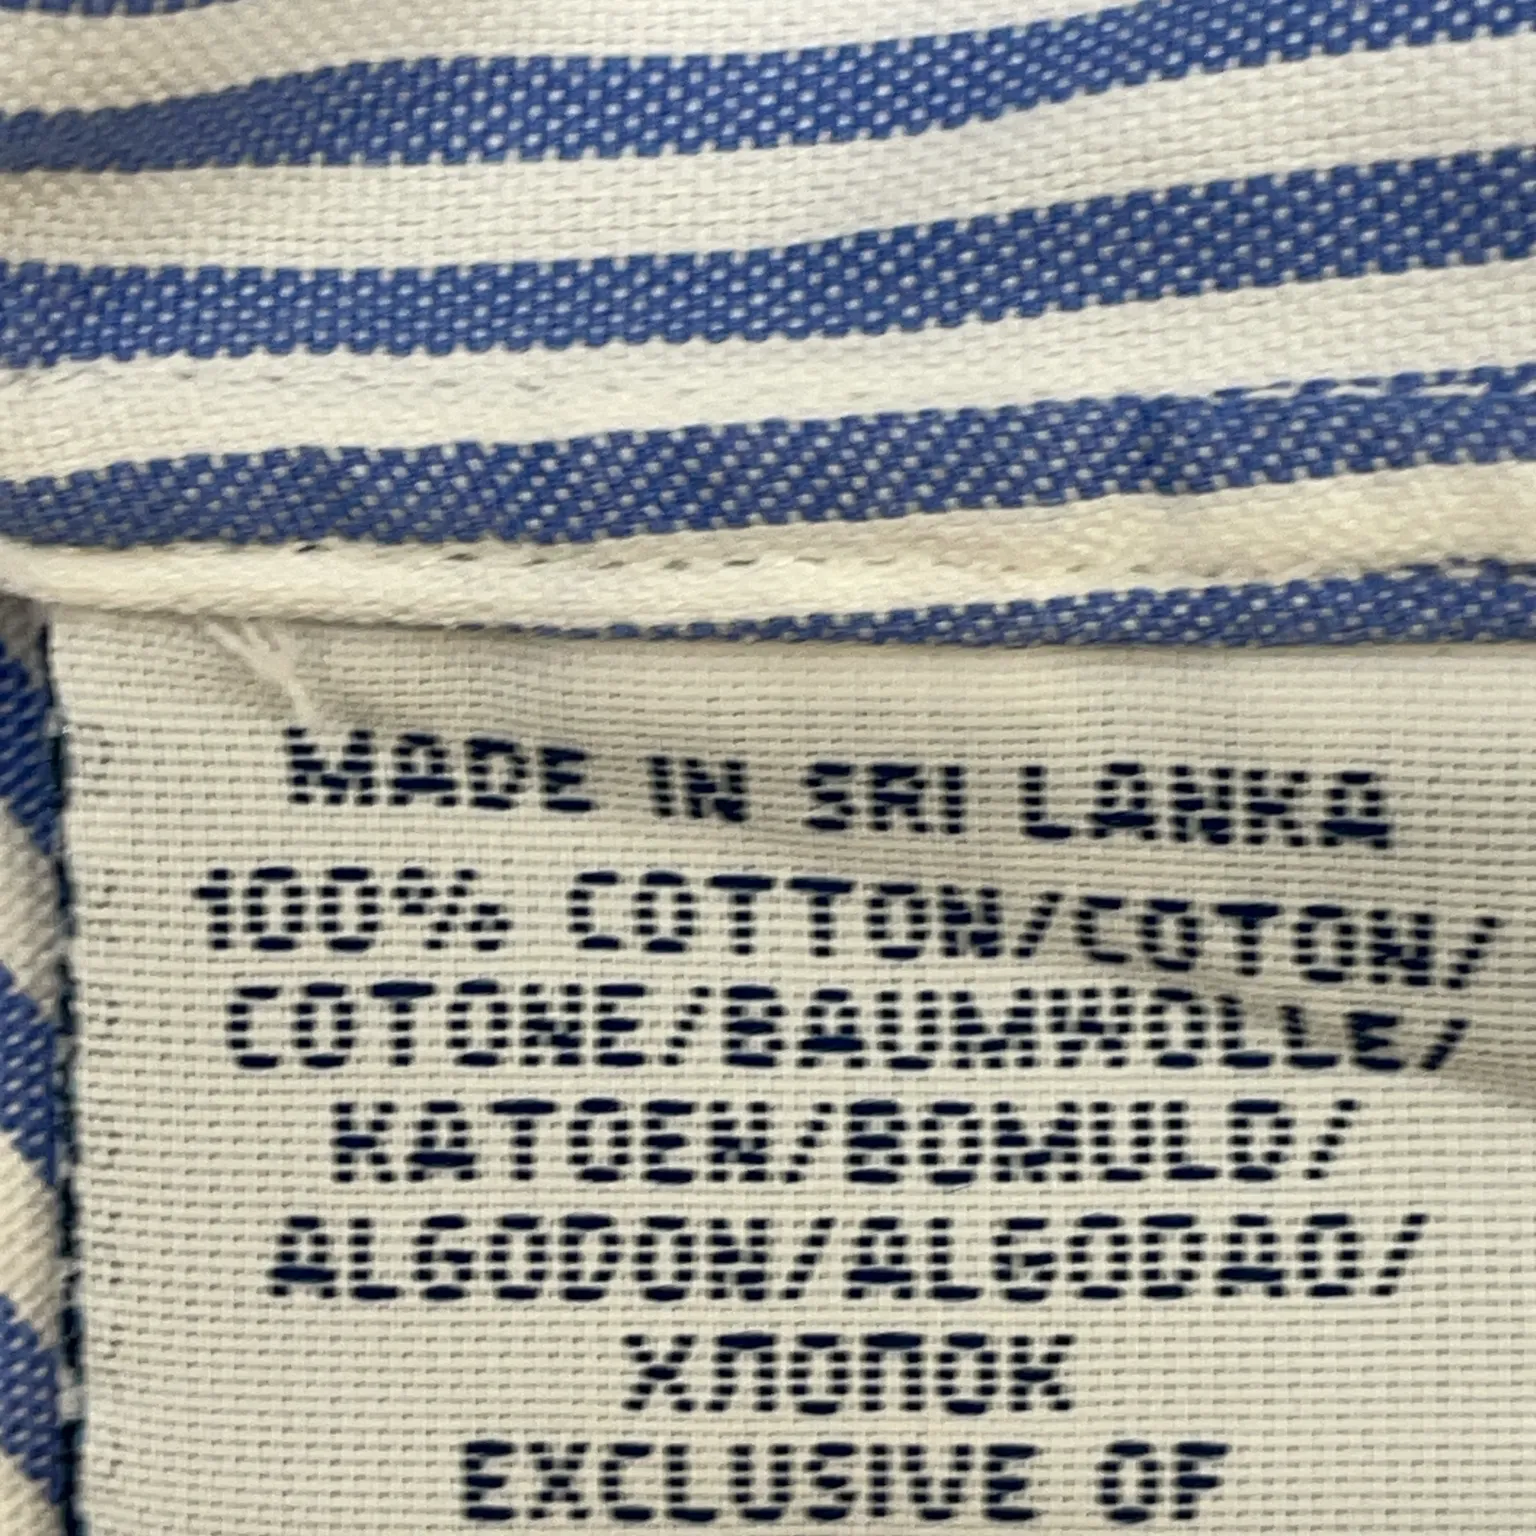 MADE IN SRI LANKA
100% COTTON/COTON/
COTONE/BAUMWOLLE/
KATOEN/BOMULD/
ALGODON/ALGODAO/
ХЛОПОК
EXCLUSIVE OF